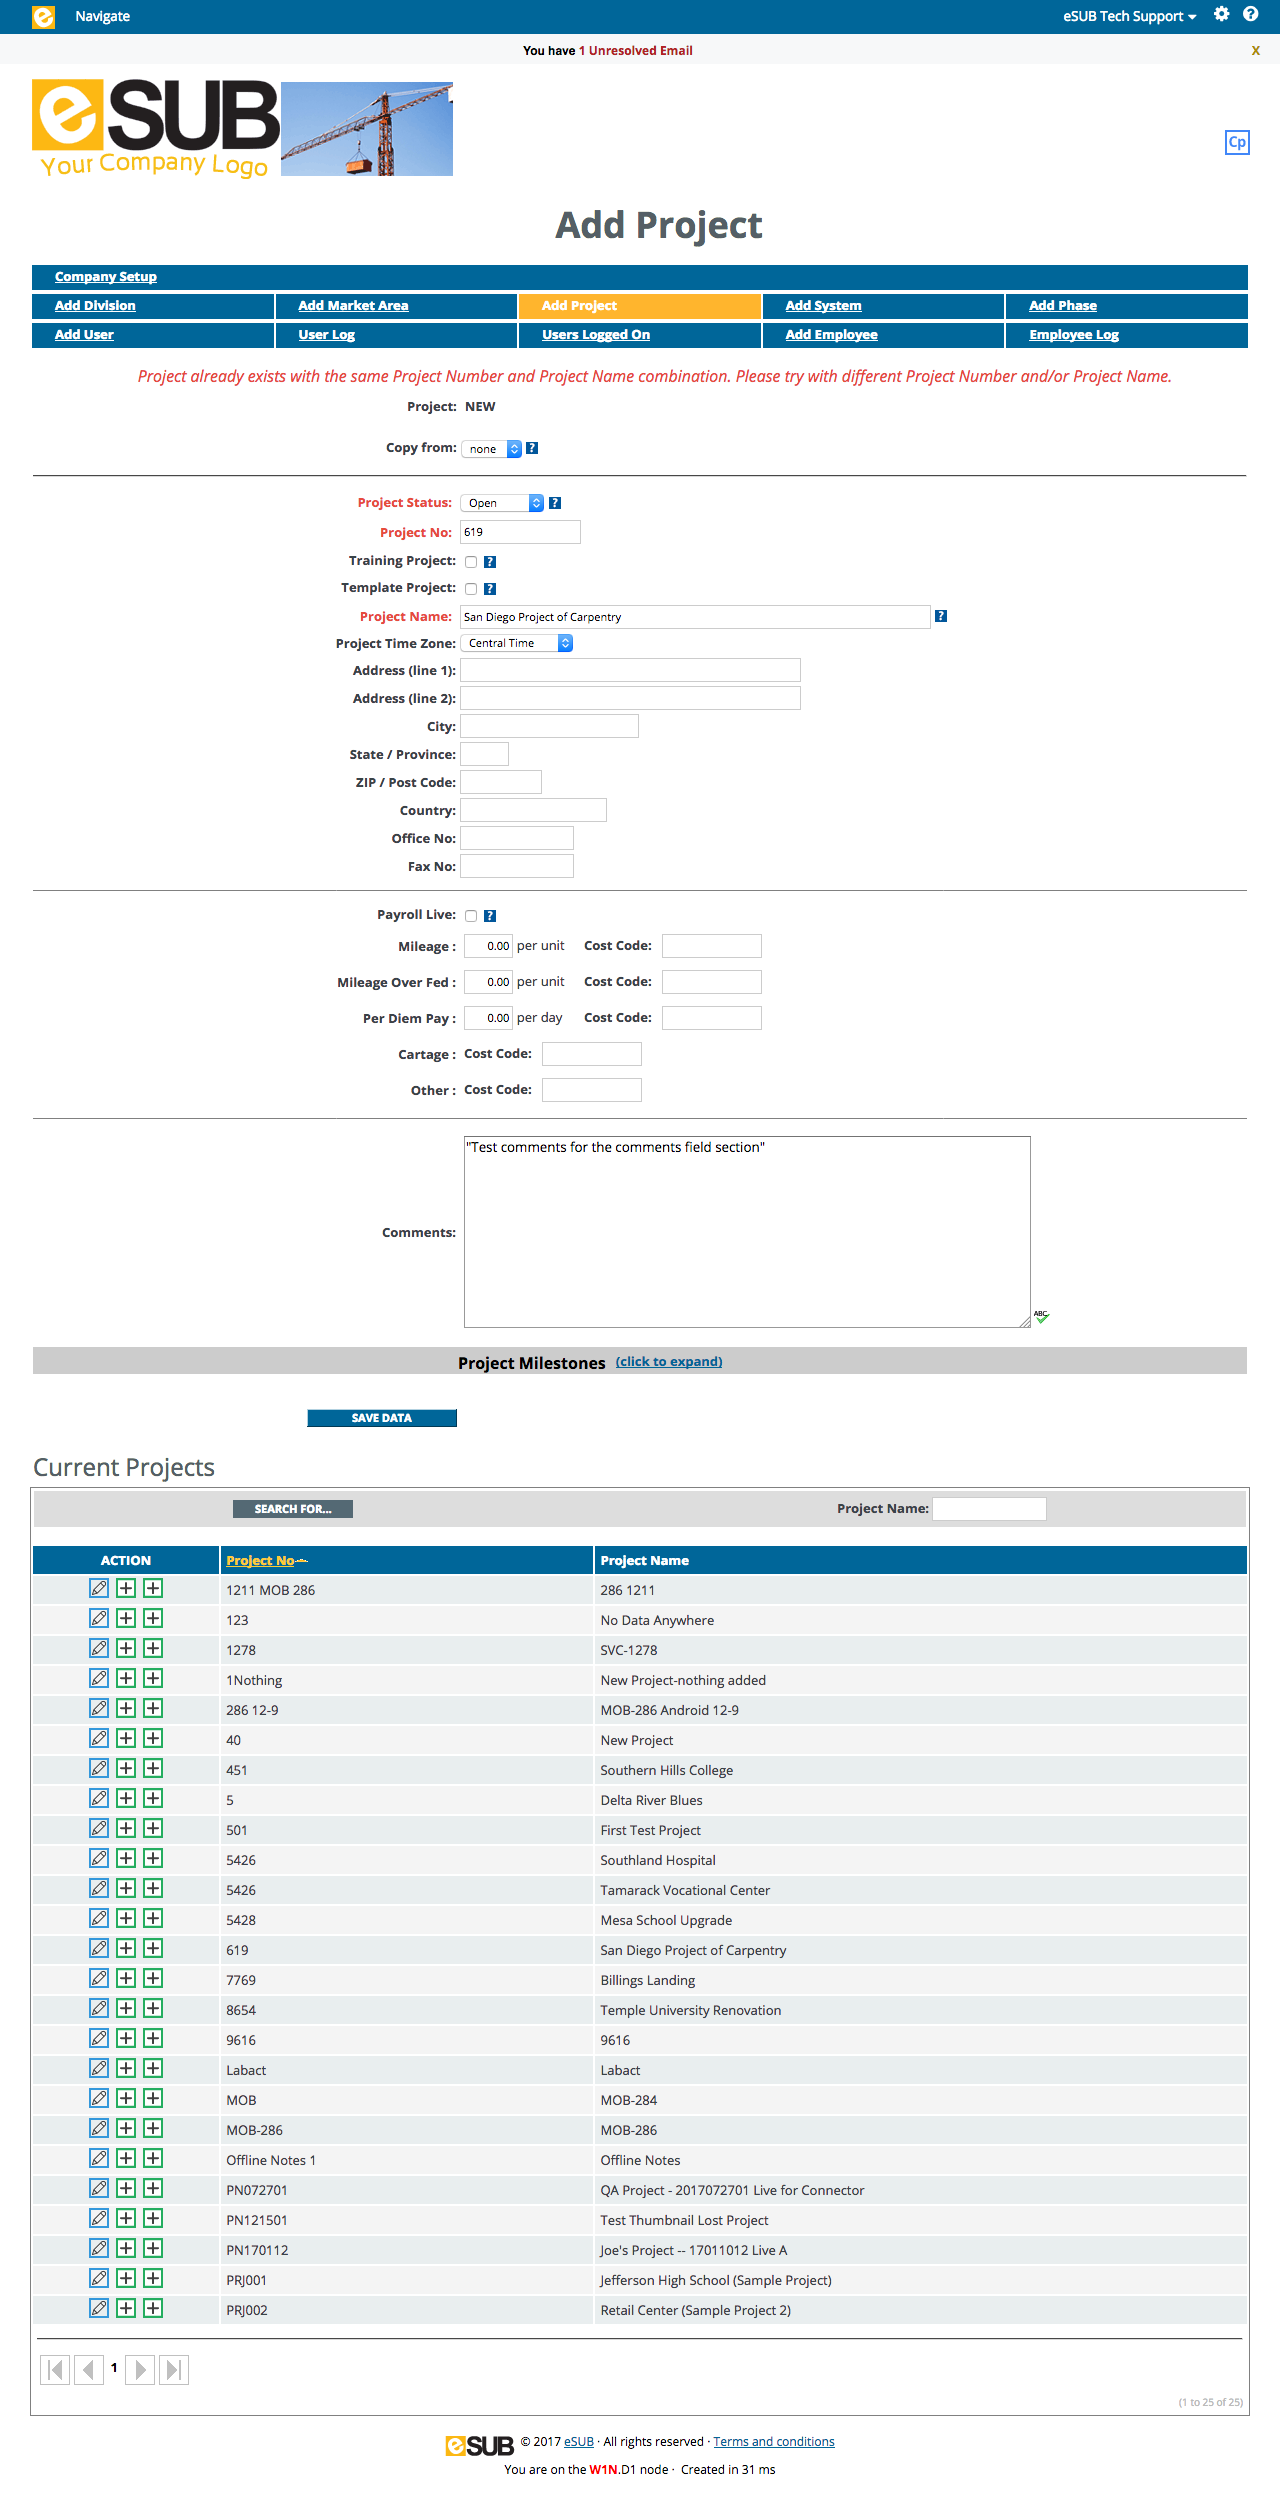 e Navigate eSUB Tech Support
You have 1 Unresolved Email X
eSUB
Your Company Logo
Cp
Add Project
Company Setup
Add Division Add Market Area Add Project Add System Add Phase
Add User User Log Users Logged On Add Employee Employee Log
Project already exists with the same Project Number and Project Name combination. Please try with different Project Number and/or Project Name.
Project: NEW
Copy from: none ?
Project Status: Open ?
Project No: 619
Training Project: ?
Template Project: ?
Project Name: San Diego Project of Carpentry ?
Project Time Zone: Central Time
Address (line 1):
Address (line 2):
City:
State / Province:
ZIP / Post Code:
Country:
Office No:
Fax No:
Payroll Live: ?
Mileage : 0.00 per unit Cost Code:
Mileage Over Fed : 0.00 per unit Cost Code:
Per Diem Pay : 0.00 per day Cost Code:
Cartage : Cost Code:
Other : Cost Code:
"Test comments for the comments field section"
Comments:
ABC
Project Milestones (click to expand)
SAVE DATA
Current Projects
SEARCH FOR... Project Name:
ACTION Project No Project Name
1211 MOB 286 286 1211
123 No Data Anywhere
1278 SVC-1278
1Nothing New Project-nothing added
286 12-9 MOB-286 Android 12-9
40 New Project
451 Southern Hills College
5 Delta River Blues
501 First Test Project
5426 Southland Hospital
5426 Tamarack Vocational Center
5428 Mesa School Upgrade
619 San Diego Project of Carpentry
7769 Billings Landing
8654 Temple University Renovation
9616 9616
Labact Labact
MOB MOB-284
MOB-286 MOB-286
Offline Notes 1 Offline Notes
PN072701 QA Project - 2017072701 Live for Connector
PN121501 Test Thumbnail Lost Project
PN170112 Joe's Project -- 17011012 Live A
PRJ001 Jefferson High School (Sample Project)
PRJ002 Retail Center (Sample Project 2)
1
(1 to 25 of 25)
eSUB © 2017 eSUB · All rights reserved · Terms and conditions
You are on the W1N.D1 node · Created in 31 ms